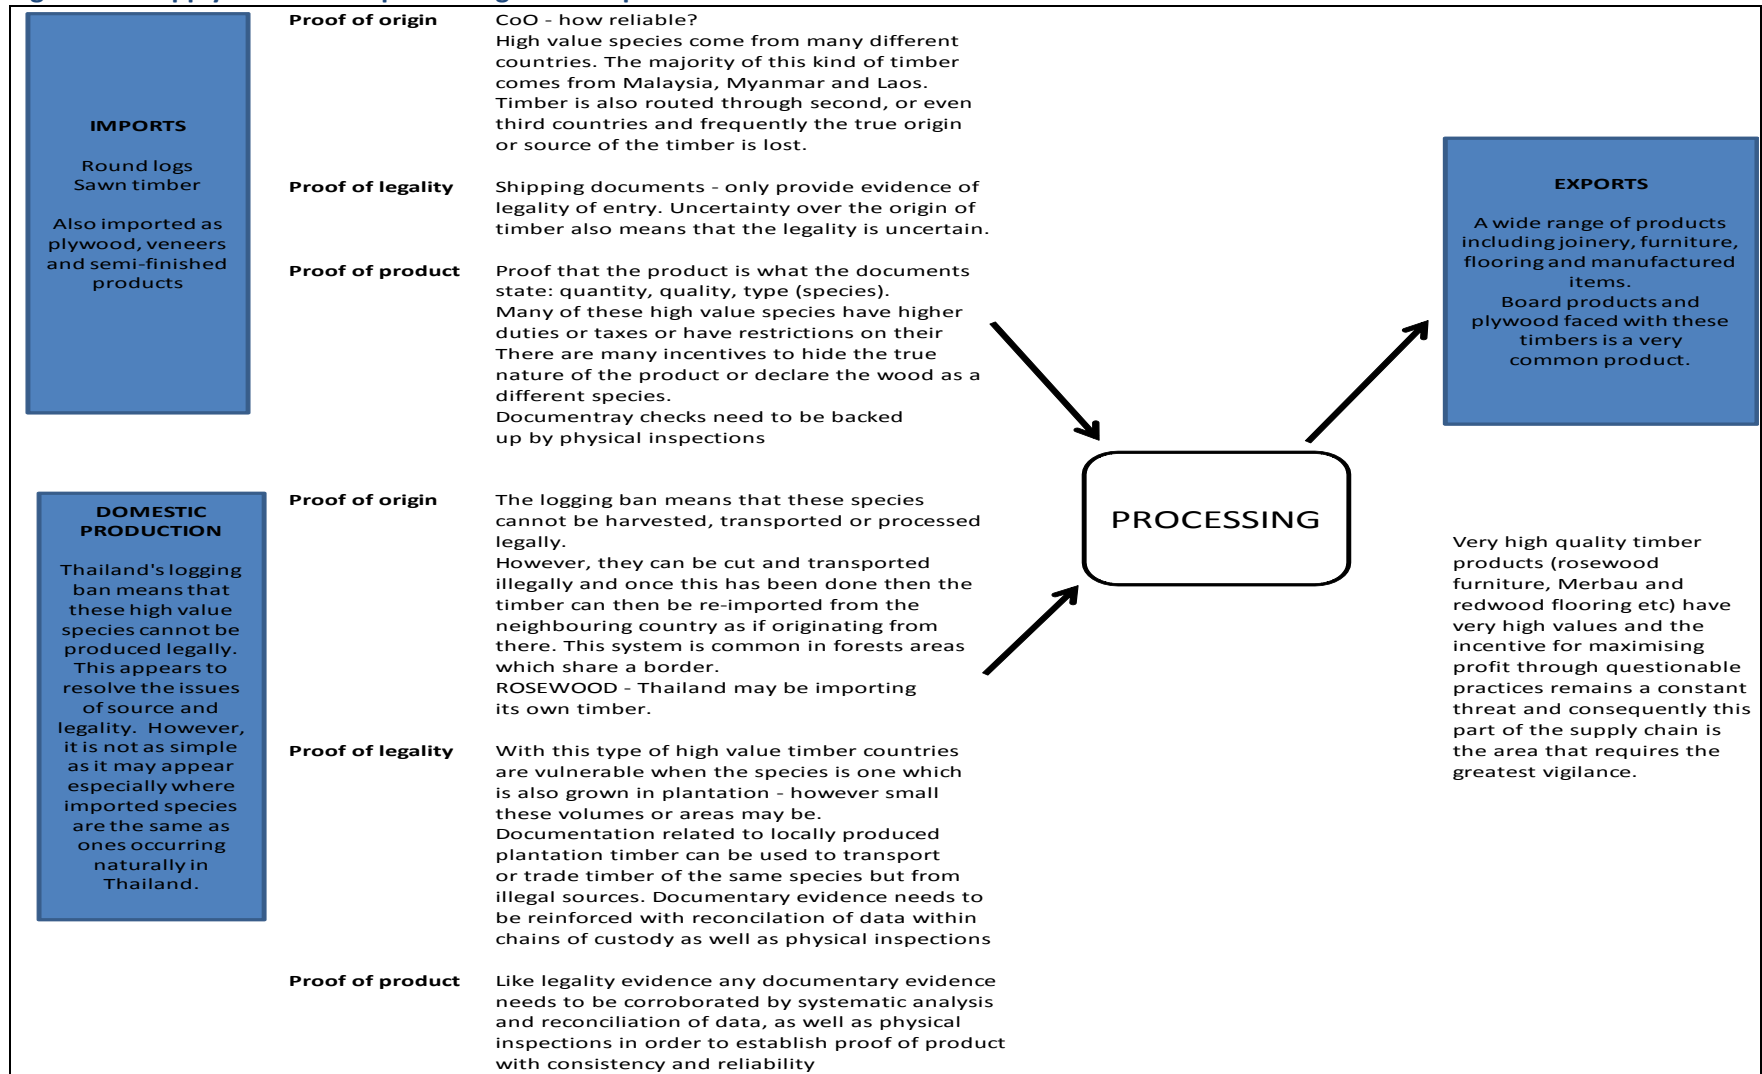 IMPORTS
Round logs
Sawn timber
Also imported as
plywood, veneers
and semi-finished
products
Proof of origin
CoO - how reliable?
High value species come from many different
countries. The majority of this kind of timber
comes from Malaysia, Myanmar and Laos.
Timber is also routed through second, or even
third countries and frequently the true origin
or source of the timber is lost.
Proof of legality
Shipping documents - only provide evidence of
legality of entry. Uncertainty over the origin of
timber also means that the legality is uncertain.
Proof of product
Proof that the product is what the documents
state: quantity, quality, type (species).
Many of these high value species have higher
duties or taxes or have restrictions on their
There are many incentives to hide the true
nature of the product or declare the wood as a
different species.
Documentray checks need to be backed
up by physical inspections
DOMESTIC
PRODUCTION
Thailand's logging
ban means that
these high value
species cannot be
produced legally.
This appears to
resolve the issues
of source and
legality. However,
it is not as simple
as it may appear
especially where
imported species
are the same as
ones occurring
naturally in
Thailand.
Proof of origin
The logging ban means that these species
cannot be harvested, transported or processed
legally.
However, they can be cut and transported
illegally and once this has been done then the
timber can then be re-imported from the
neighbouring country as if originating from
there. This system is common in forests areas
which share a border.
ROSEWOOD - Thailand may be importing
its own timber.
Proof of legality
With this type of high value timber countries
are vulnerable when the species is one which
is also grown in plantation - however small
these volumes or areas may be.
Documentation related to locally produced
plantation timber can be used to transport
or trade timber of the same species but from
illegal sources. Documentary evidence needs to
be reinforced with reconcilation of data within
chains of custody as well as physical inspections
Proof of product
Like legality evidence any documentary evidence
needs to be corroborated by systematic analysis
and reconciliation of data, as well as physical
inspections in order to establish proof of product
with consistency and reliability
PROCESSING
EXPORTS
A wide range of products
including joinery, furniture,
flooring and manufactured
items.
Board products and
plywood faced with these
timbers is a very
common product.
Very high quality timber
products (rosewood
furniture, Merbau and
redwood flooring etc) have
very high values and the
incentive for maximising
profit through questionable
practices remains a constant
threat and consequently this
part of the supply chain is
the area that requires the
greatest vigilance.